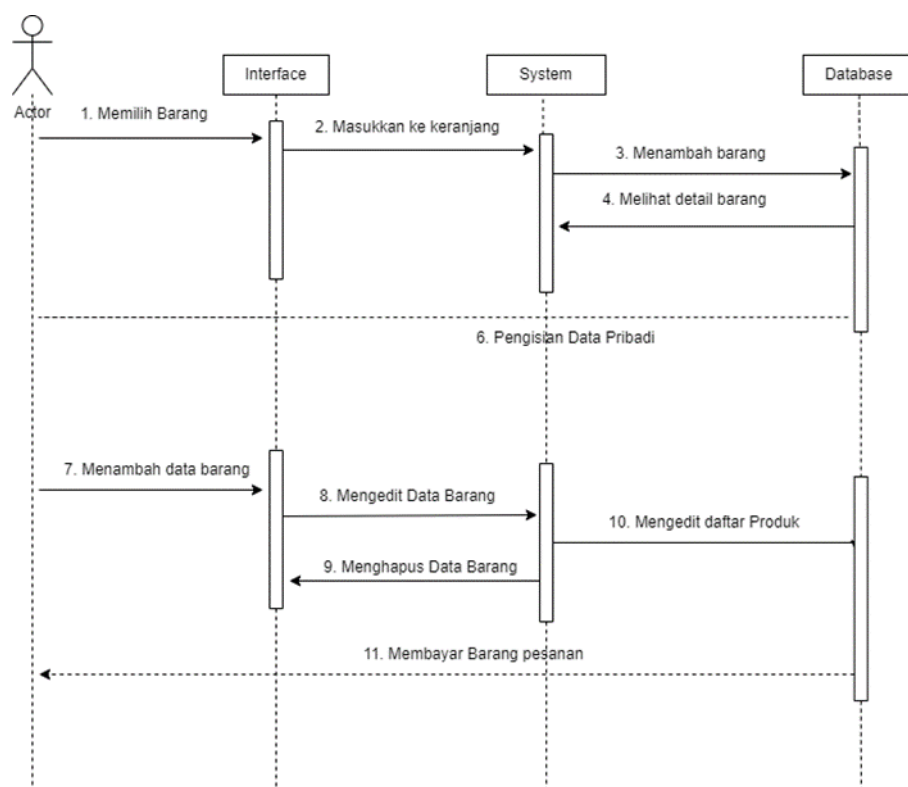 Interface
System
Database
Actor
1. Memilih Barang
2. Masukkan ke keranjang
3. Menambah barang
4. Melihat detail barang
6. Pengisian Data Pribadi
7. Menambah data barang
8. Mengedit Data Barang
10. Mengedit daftar Produk
9. Menghapus Data Barang
11. Membayar Barang pesanan